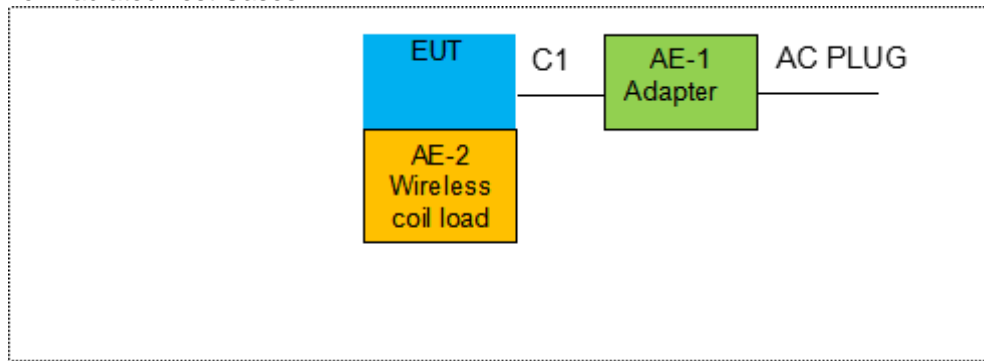 EUT
C1
AE-1
Adapter
AC PLUG
AE-2
Wireless
coil load